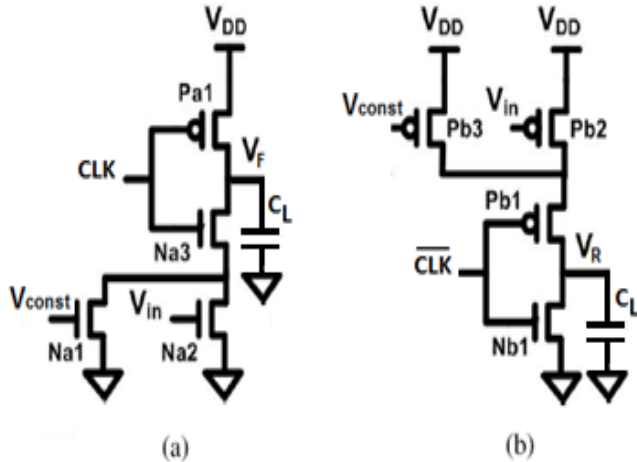 VDD
Pa1
VF
CLK
CL
Na3
Vconst
Vin
Na1
Na2
(a)
VDD
VDD
Vconst
Vin
Pb3
Pb2
Pb1
VR
CLK
CL
Nb1
(b)